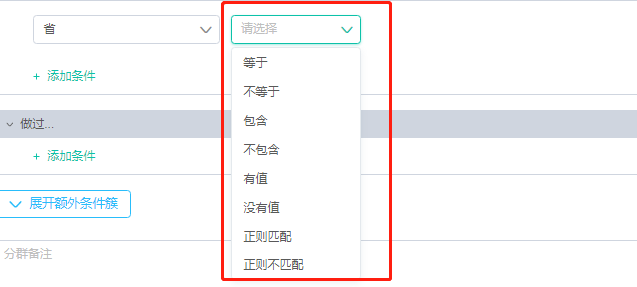 省
请选择
等于
+ 添加条件
不等于
包含
做过...
不包含
+ 添加条件
有值
展开额外条件簇
没有值
正则匹配
分群备注
正则不匹配